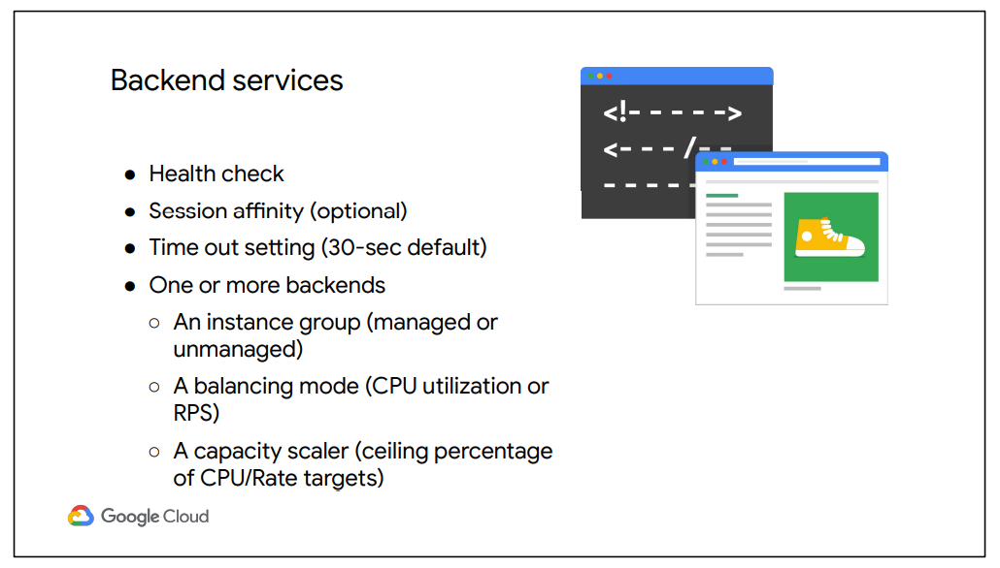 Backend services
● Health check
● Session affinity (optional)
● Time out setting (30-sec default)
● One or more backends
○ An instance group (managed or
unmanaged)
○ A balancing mode (CPU utilization or
RPS)
○ A capacity scaler (ceiling percentage
of CPU/Rate targets)
<!----->
<----/--
-----
Google Cloud